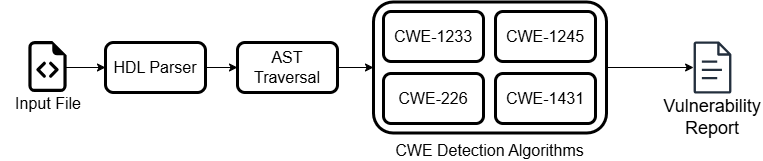 Input File
HDL Parser
AST
Traversal
CWE-1233
CWE-1245
CWE-226
CWE-1431
CWE Detection Algorithms
Vulnerability
Report